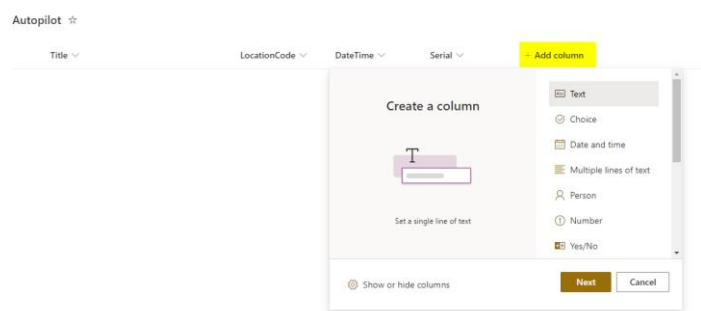 Autopilot
Title LocationCode DateTime Serial + Add column
Create a column
Set a single line of text
Abc Text
Choice
Date and time
Multiple lines of text
Person
Number
Yes/No
Show or hide columns
Next Cancel